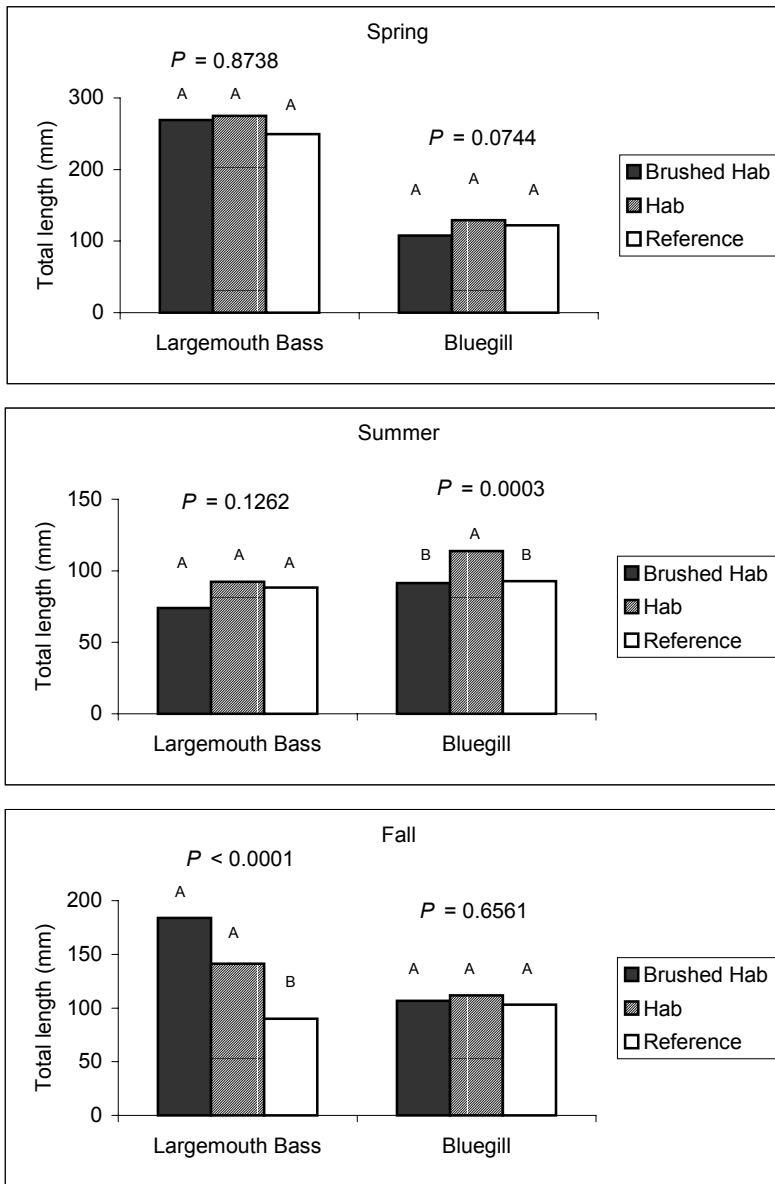 Spring
P = 0.8738
A A A
P = 0.0744
A A A
Total length (mm)
300
200
100
0
Largemouth Bass Bluegill
Brushed Hab
Hab
Reference
Summer
P = 0.1262
A A A
P = 0.0003
B A B
Total length (mm)
150
100
50
0
Largemouth Bass Bluegill
Brushed Hab
Hab
Reference
Fall
P < 0.0001
A A B
P = 0.6561
A A A
Total length (mm)
200
150
100
50
0
Largemouth Bass Bluegill
Brushed Hab
Hab
Reference